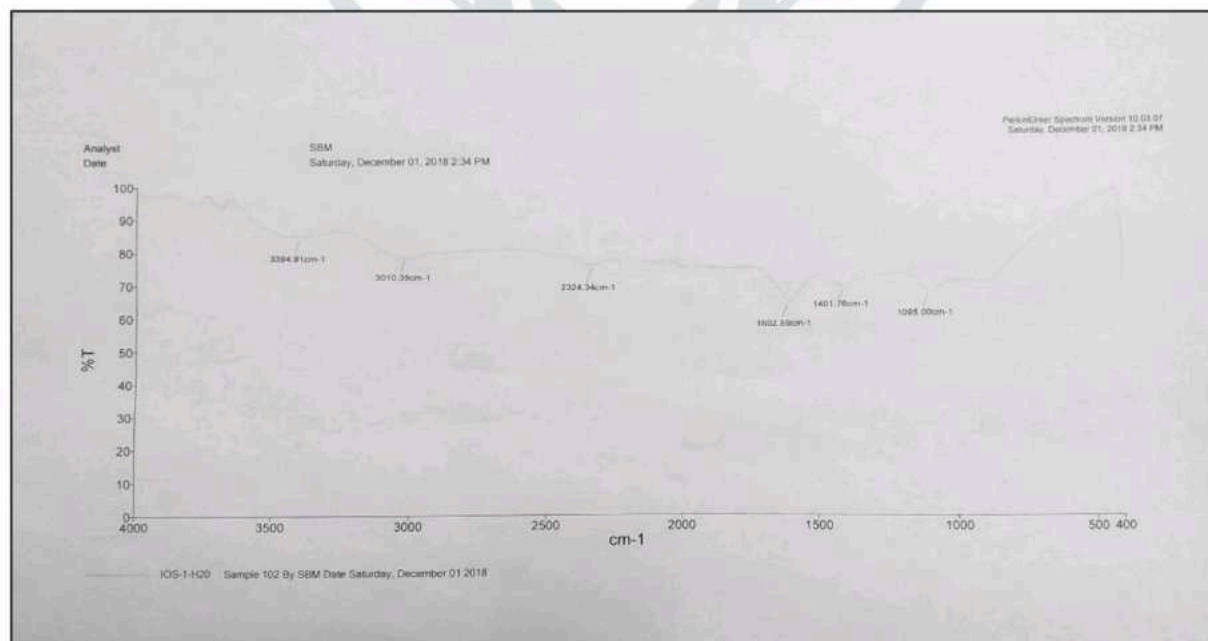 PerkinElmer Spectrum Version 10.03.07
Saturday, December 01, 2018 2:34 PM
Analyst SBM
Date Saturday, December 01, 2018 2:34 PM
100
90
80
70
60
50
40
30
20
10
0
%T
3394.91cm-1
3010.39cm-1
2324.34cm-1
1602.89cm-1
1401.76cm-1
1095.00cm-1
4000 3500 3000 2500 2000 1500 1000 500 400
cm-1
IOS-1-H20 Sample 102 By SBM Date Saturday, December 01 2018